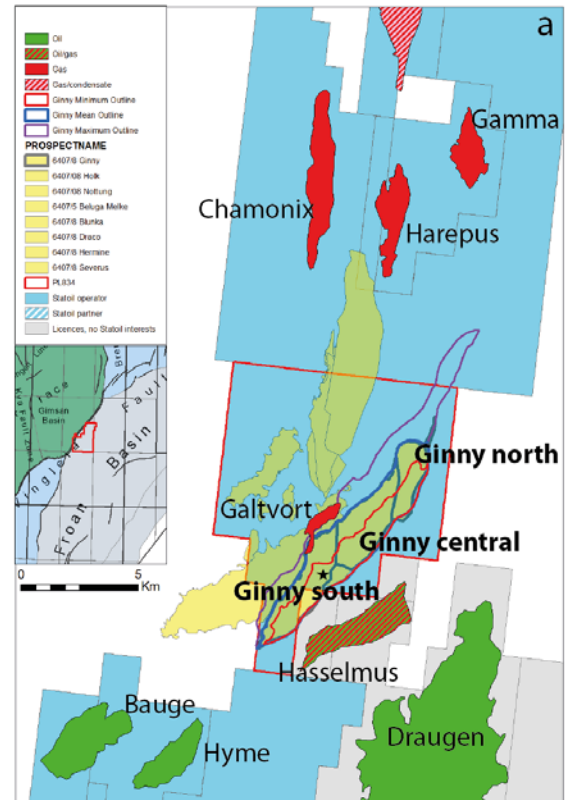 a
Oil
Oil/gas
Gas
Gas/condensate
Ginny Minimum Outline
Ginny Mean Outline
Ginny Maximum Outline
PROSPECTNAME
6407/8 Ginny
6407/08 Holk
6407/08 Nottung
6407/5 Beluga Melke
6407/8 Blunka
6407/8 Draco
6407/8 Hermine
6407/8 Severus
PL834
Statoil operator
Statoil partner
Licences, no Statoil interests
Gimsan
Basin
Fault
Froan Basin
0 5
Km
Gamma
Chamonix
Harepus
Ginny north
Galtvort
Ginny central
Ginny south
Hasselmus
Bauge
Hyme
Draugen